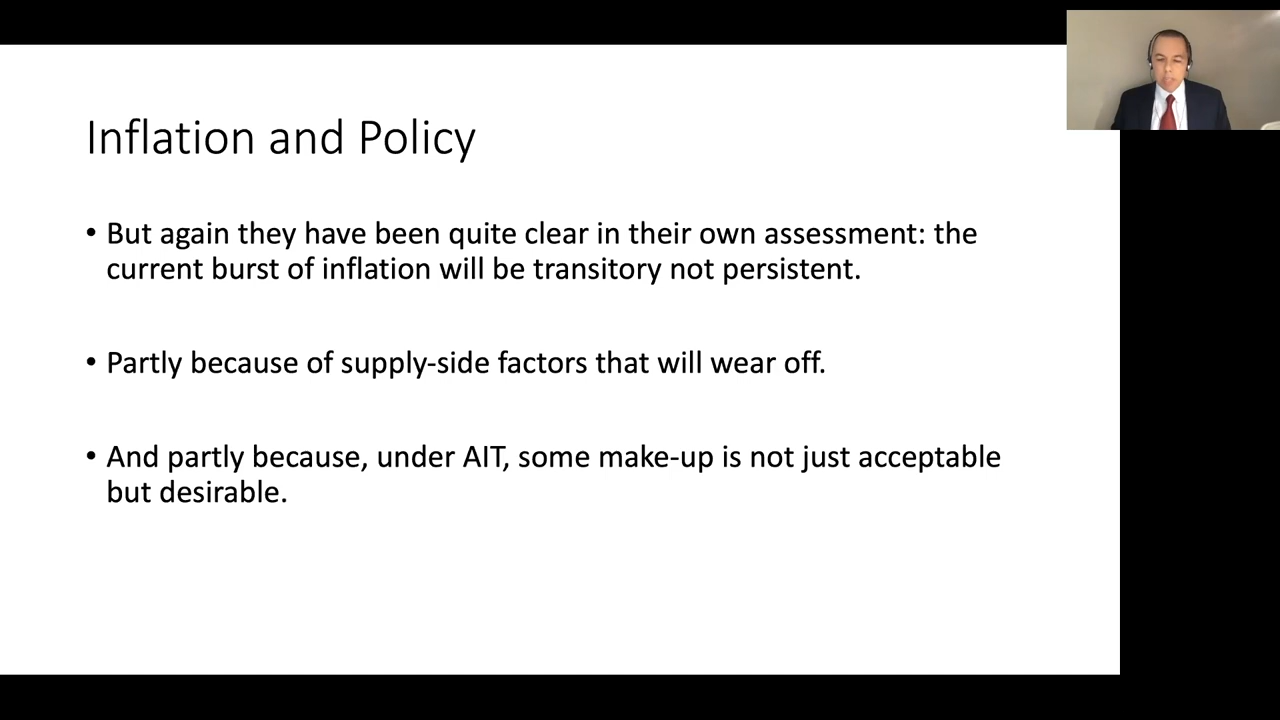 Inflation and Policy
• But again they have been quite clear in their own assessment: the
current burst of inflation will be transitory not persistent.
• Partly because of supply-side factors that will wear off.
• And partly because, under AIT, some make-up is not just acceptable
but desirable.